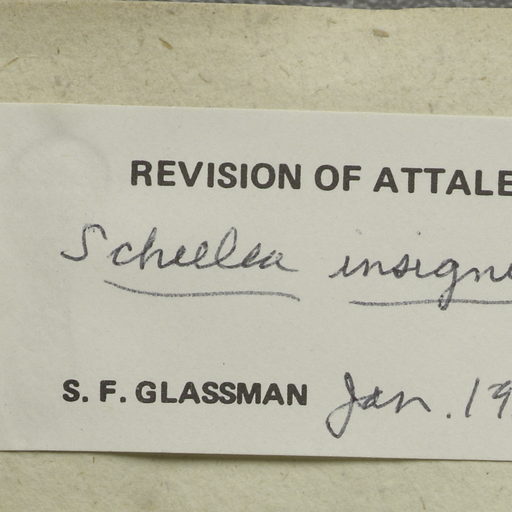 REVISION OF ATTALE
Scheelea insigne
S. F. GLASSMAN Jan. 19